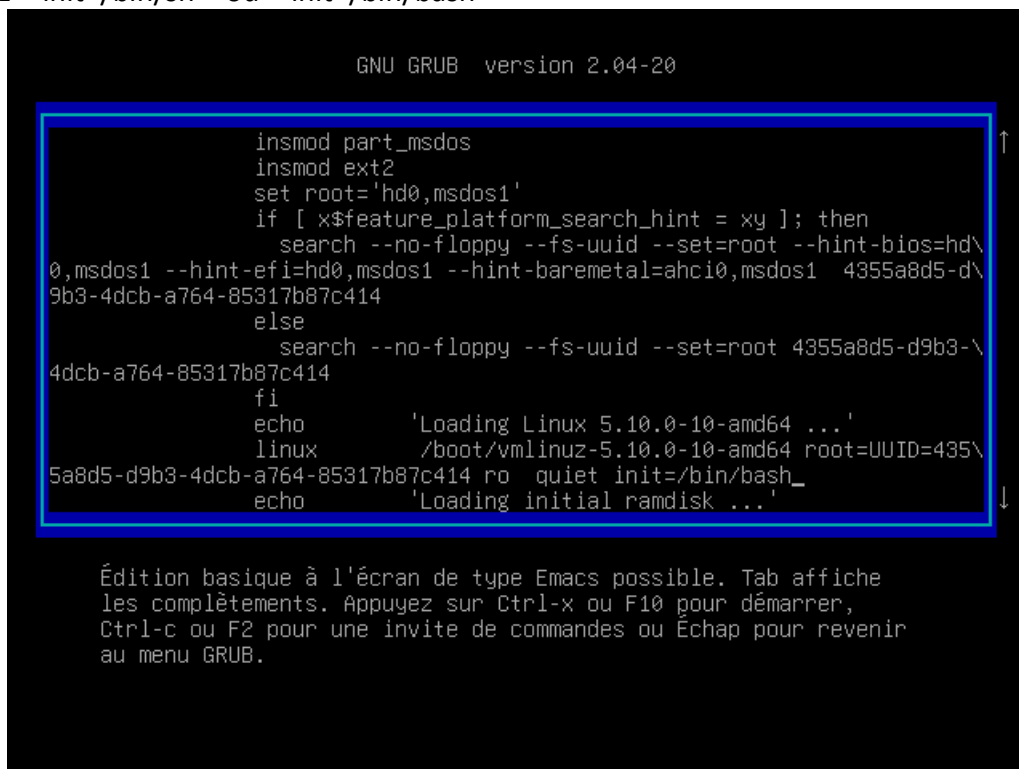 GNU GRUB  version 2.04-20
insmod part_msdos
insmod ext2
set root='hd0,msdos1'
if [ x$feature_platform_search_hint = xy ]; then
search --no-floppy --fs-uuid --set=root --hint-bios=hd\
0,msdos1 --hint-efi=hd0,msdos1 --hint-baremetal=ahci0,msdos1  4355a8d5-d\
9b3-4dcb-a764-85317b87c414
else
search --no-floppy --fs-uuid --set=root 4355a8d5-d9b3-\
4dcb-a764-85317b87c414
fi
echo        'Loading Linux 5.10.0-10-amd64 ...'
linux        /boot/vmlinuz-5.10.0-10-amd64 root=UUID=435\
5a8d5-d9b3-4dcb-a764-85317b87c414 ro  quiet init=/bin/bash_
echo        'Loading initial ramdisk ...'
Édition basique à l'écran de type Emacs possible. Tab affiche
les complètements. Appuyez sur Ctrl-x ou F10 pour démarrer,
Ctrl-c ou F2 pour une invite de commandes ou Échap pour revenir
au menu GRUB.